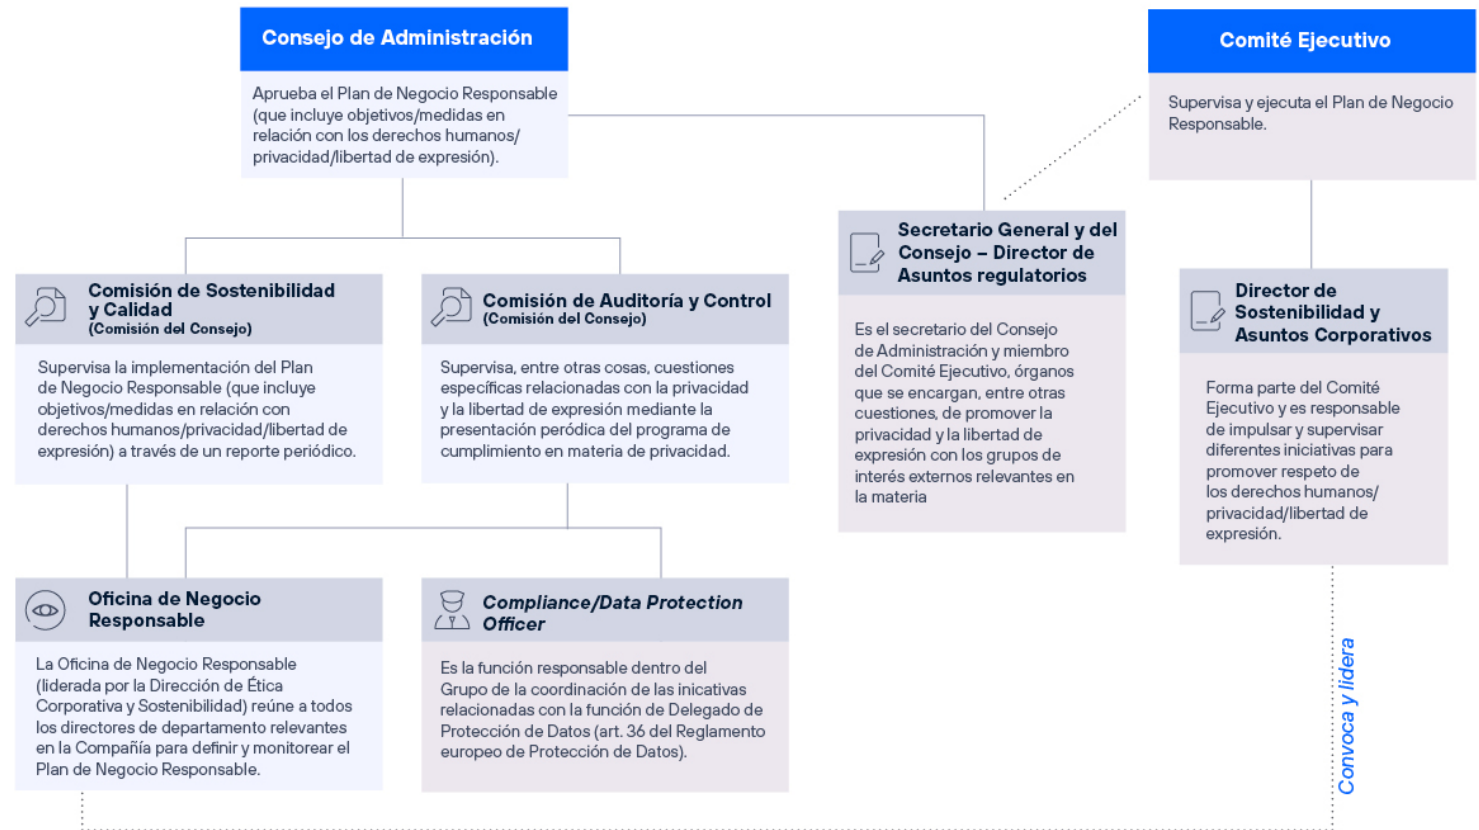 Consejo de Administración
Aprueba el Plan de Negocio Responsable
(que incluye objetivos/medidas en
relación con los derechos humanos/
privacidad/libertad de expresión).
Comité Ejecutivo
Supervisa y ejecuta el Plan de Negocio
Responsable.
Comisión de Sostenibilidad
y Calidad
(Comisión del Consejo)
Supervisa la implementación del Plan
de Negocio Responsable (que incluye
objetivos/medidas en relación con
derechos humanos/privacidad/libertad de
expresión) a través de un reporte periódico.
Comisión de Auditoría y Control
(Comisión del Consejo)
Supervisa, entre otras cosas, cuestiones
específicas relacionadas con la privacidad
y la libertad de expresión mediante la
presentación peródica del programa de
cumplimiento en materia de privacidad.
Secretario General y del
Consejo – Director de
Asuntos regulatorios
Es el secretario del Consejo
de Administración y miembro
del Comité Ejecutivo, órganos
que se encargan, entre otras
cuestiones, de promover la
privacidad y la libertad de
expresión con los grupos de
interés externos relevantes en
la materia
Director de
Sostenibilidad y
Asuntos Corporativos
Forma parte del Comité
Ejecutivo y es responsable
de impulsar y supervisar
diferentes iniciativas para
promover respeto de
los derechos humanos/
privacidad/libertad de
expresión.
Oficina de Negocio
Responsable
La Oficina de Negocio Responsable
(liderada por la Dirección de Ética
Corporativa y Sostenibilidad) reúne a todos
los directores de departamento relevantes
en la Compañía para definir y monitorear el
Plan de Negocio Responsable.
Compliance/Data Protection
Officer
Es la función responsable dentro del
Grupo de la coordinación de las inicativas
relacionadas con la función de Delegado de
Protección de Datos (art. 36 del Reglamento
europeo de Protección de Datos).
Convoca y lidera